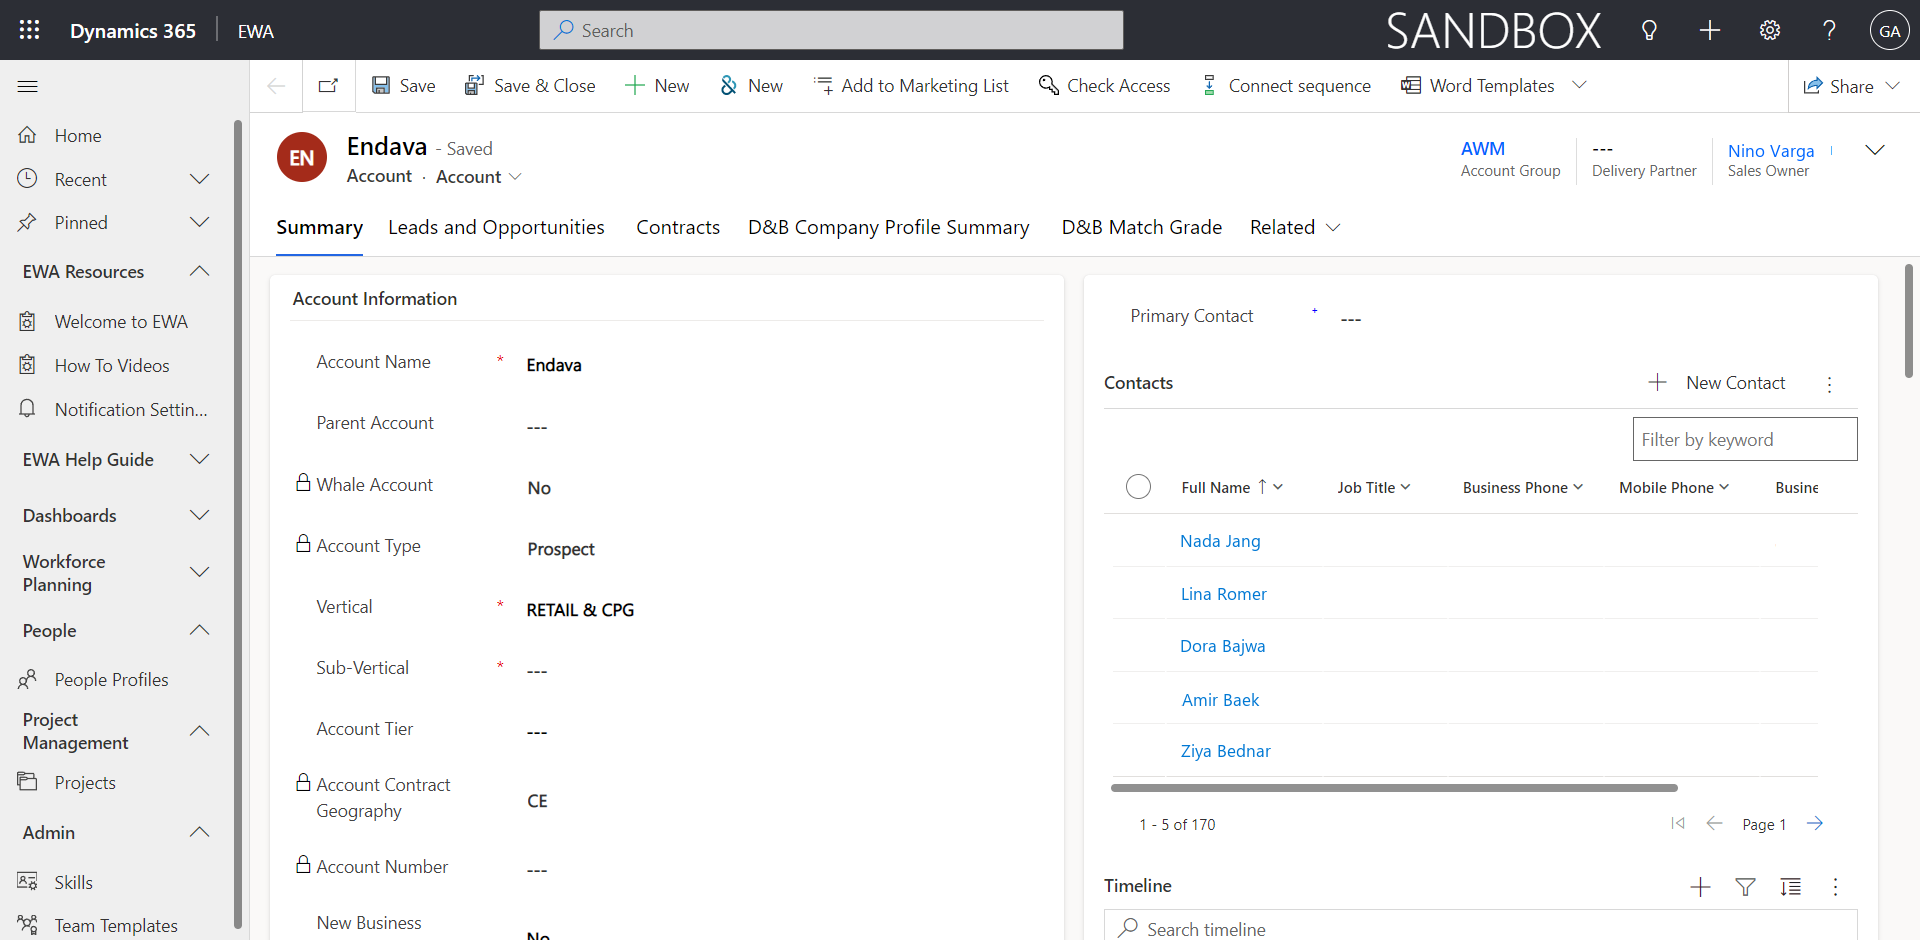 Dynamics 365 EWA Search SANDBOX GA
Save Save & Close New New Add to Marketing List Check Access Connect sequence Word Templates Share
Home
Recent
Pinned
EWA Resources
Welcome to EWA
How To Videos
Notification Settin...
EWA Help Guide
Dashboards
Workforce
Planning
People
People Profiles
Project
Management
Projects
Admin
Skills
Team Templates
EN
Endava - Saved
Account · Account
AWM
Account Group
---
Delivery Partner
Nino Varga
Sales Owner
Summary Leads and Opportunities Contracts D&B Company Profile Summary D&B Match Grade Related
Account Information
Account Name * Endava
Parent Account ---
Whale Account No
Account Type Prospect
Vertical * RETAIL & CPG
Sub-Vertical * ---
Account Tier ---
Account Contract
Geography CE
Account Number ---
New Business No
Primary Contact + ---
Contacts New Contact
Filter by keyword
Full Name Job Title Business Phone Mobile Phone Busine
Nada Jang
Lina Romer
Dora Bajwa
Amir Baek
Ziya Bednar
1 - 5 of 170 Page 1
Timeline
Search timeline